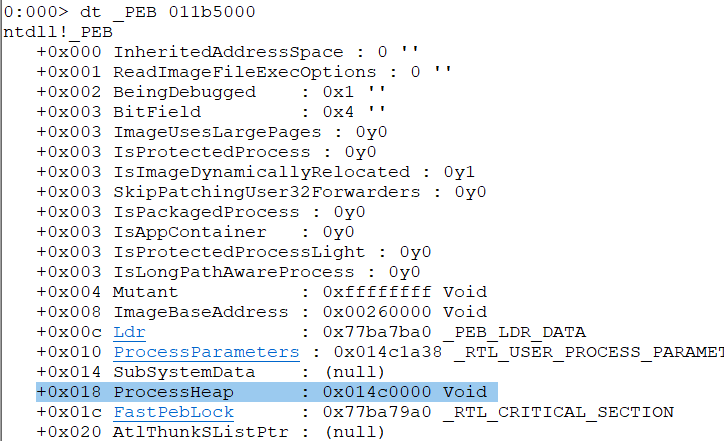 0:000> dt _PEB 011b5000
ntdll!_PEB
+0x000 InheritedAddressSpace : 0 ''
+0x001 ReadImageFileExecOptions : 0 ''
+0x002 BeingDebugged    : 0x1 ''
+0x003 BitField         : 0x4 ''
+0x003 ImageUsesLargePages : 0y0
+0x003 IsProtectedProcess : 0y0
+0x003 IsImageDynamicallyRelocated : 0y1
+0x003 SkipPatchingUser32Forwarders : 0y0
+0x003 IsPackagedProcess : 0y0
+0x003 IsAppContainer   : 0y0
+0x003 IsProtectedProcessLight : 0y0
+0x003 IsLongPathAwareProcess : 0y0
+0x004 Mutant           : 0xffffffff Void
+0x008 ImageBaseAddress : 0x00260000 Void
+0x00c Ldr              : 0x77ba7ba0 _PEB_LDR_DATA
+0x010 ProcessParameters : 0x014c1a38 _RTL_USER_PROCESS_PARAMET
+0x014 SubSystemData    : (null)
+0x018 ProcessHeap      : 0x014c0000 Void
+0x01c FastPebLock      : 0x77ba79a0 _RTL_CRITICAL_SECTION
+0x020 AtlThunkSListPtr : (null)